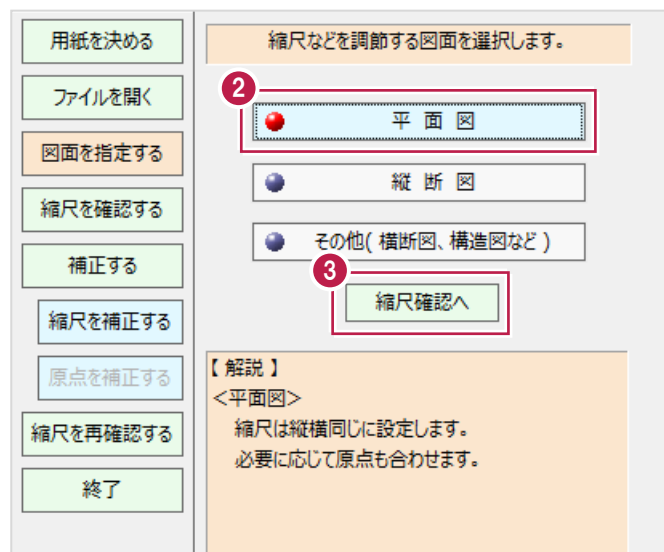 用紙を決める
ファイルを開く
図面を指定する
縮尺を確認する
補正する
縮尺を補正する
原点を補正する
縮尺を再確認する
終了
縮尺などを調節する図面を選択します。
2
平 面 図
縦 断 図
その他( 横断図、構造図など )
3
縮尺確認へ
【 解説 】
＜平面図＞
縮尺は縦横同じに設定します。
必要に応じて原点も合わせます。